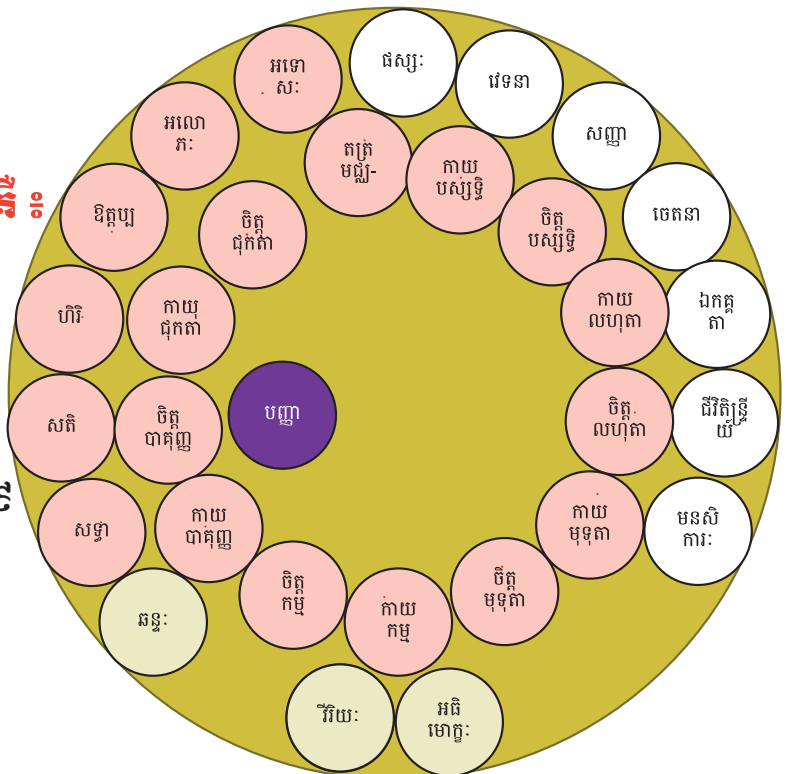 ផស្សៈ
វេទនា
សញ្ញា
ចេតនា
ឯកគ្គ
តា
ជីវិតិន្ទ្រី
យ៍
មនសិ
ការៈ
អធិ
មោក្ខៈ
វីរិយៈ
ឆន្ទៈ
សទ្ធា
សតិ
ហិរិ
ឱត្តប្ប
អលោ
ភៈ
អទោ
សៈ
តត្រ
មជ្ឈ-
កាយ
បស្សទ្ធិ
ចិត្ត
បស្សទ្ធិ
កាយ
លហុតា
ចិត្ត
លហុតា
កាយ
មុទុតា
ចិត្ត
មុទុតា
កាយ
កម្ម
ចិត្ត
កម្ម
កាយ
បាគុញ្ញ
ចិត្ត
បាគុញ្ញ
កាយុ
ជុកតា
ចិត្តុ
ជុកតា
បញ្ញា